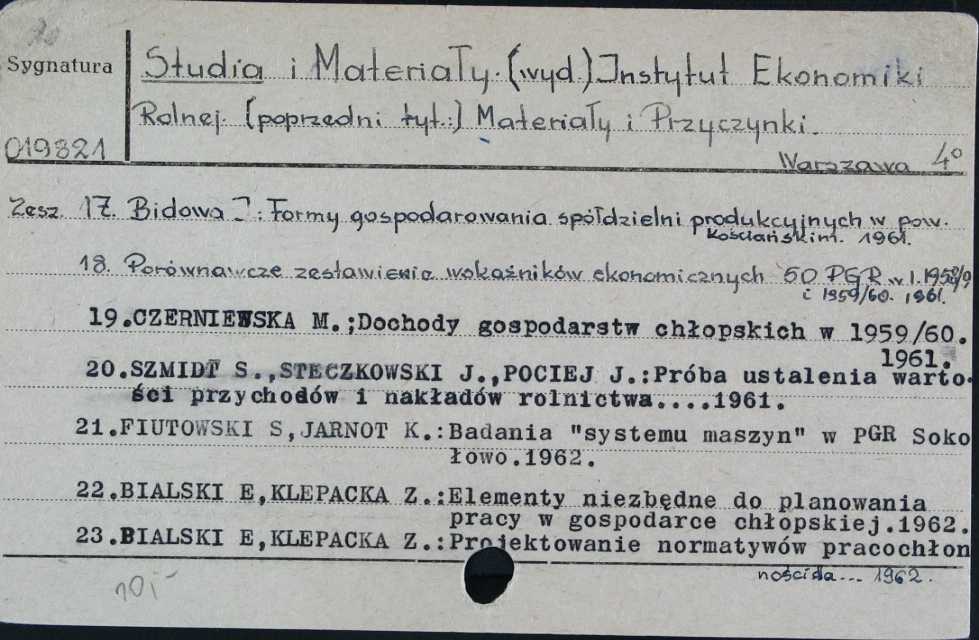 Sygnatura
Studia i Materiały. (wyd.) Instytut Ekonomiki
Rolnej. [poprzedni tyt.:] Materiały i Przyczynki.
019821
Warszawa 4°
Zesz. 17. Bidowa J.: Formy gospodarowania spółdzielni produkcyjnych w pow.
Kościańskim. 1961.
18. Porównawcze zestawienie wskaźników ekonomicznych 50 PGR w l. 1958/9
i 1959/60. 1961.
19.CZERNIEWSKA M.;Dochody gospodarstw chłopskich w 1959/60.
1961.
20.SZMIDT S.,STECZKOWSKI J.,POCIEJ J.:Próba ustalenia warto-
ści przychodów i nakładów rolnictwa....1961.
21.FIUTOWSKI S,JARNOT K.:Badania "systemu maszyn" w PGR Soko
łowo.1962.
22.BIALSKI E,KLEPACKA Z.:Elementy niezbędne do planowania
pracy w gospodarce chłopskiej.1962.
23.BIALSKI E,KLEPACKA Z.:Projektowanie normatywów pracochłon
nościda... 1962.